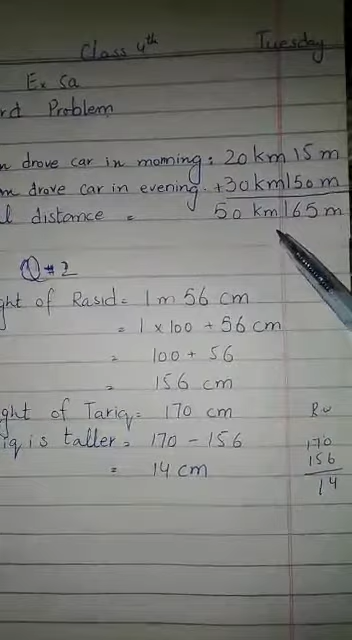 Class 4th Tuesday
Ex 5a
rd Problem
n drove car in morning: 20 km 15 m
m drove car in evening. +30 km 150 m
l distance = 50 km 165 m
Q#2
ght of Rasid = 1 m 56 cm
= 1 x 100 + 56 cm
= 100 + 56
= 156 cm
ght of Tariq = 170 cm
iq is taller = 170 - 156
= 14 cm
170
156
14